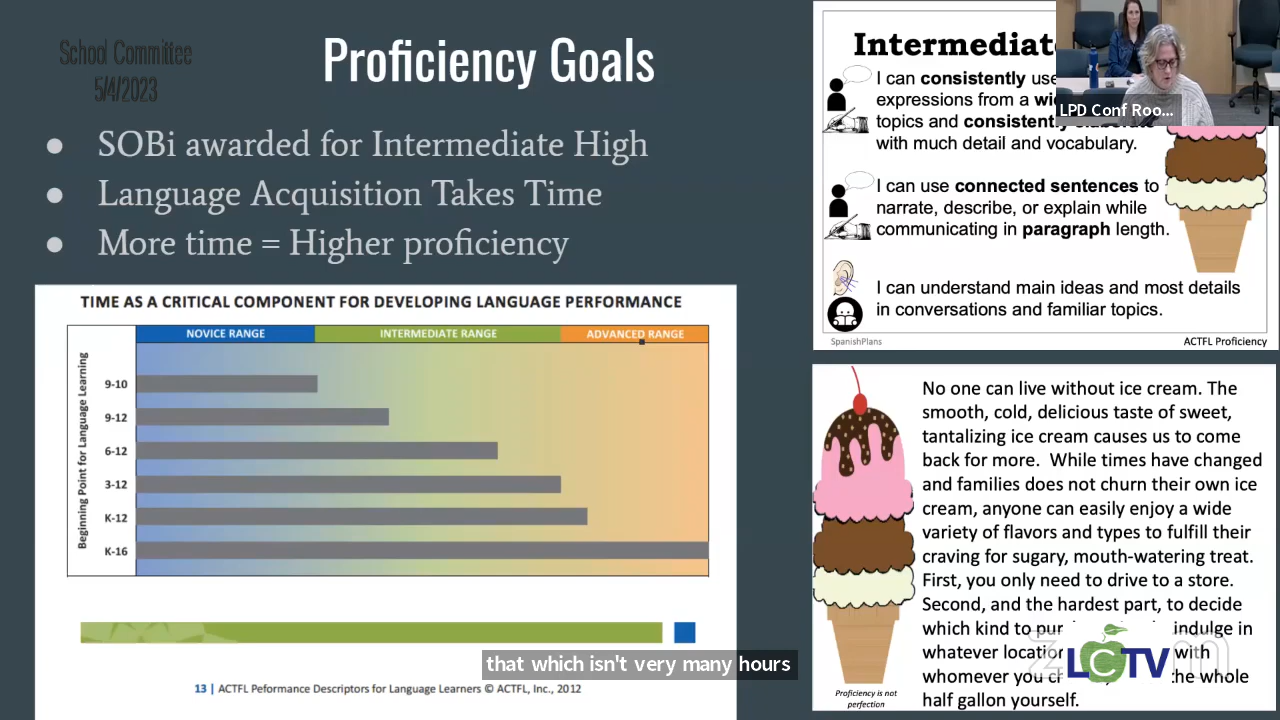 School Committee
5/4/2023
Proficiency Goals
● SOBi awarded for Intermediate High
● Language Acquisition Takes Time
● More time = Higher proficiency
TIME AS A CRITICAL COMPONENT FOR DEVELOPING LANGUAGE PERFORMANCE
NOVICE RANGE INTERMEDIATE RANGE ADVANCED RANGE
Beginning Point for Language Learning
9-10
9-12
6-12
3-12
K-12
K-16
13 | ACTFL Peformance Descriptors for Language Learners © ACTFL, Inc., 2012
that which isn't very many hours
Intermediate
I can consistently use
expressions from a
topics and consistently
with much detail and vocabulary.
I can use connected sentences to
narrate, describe, or explain while
communicating in paragraph length.
I can understand main ideas and most details
in conversations and familiar topics.
SpanishPlans ACTFL Proficiency
LPD Conf Roo...
No one can live without ice cream. The
smooth, cold, delicious taste of sweet,
tantalizing ice cream causes us to come
back for more. While times have changed
and families does not churn their own ice
cream, anyone can easily enjoy a wide
variety of flavors and types to fulfill their
craving for sugary, mouth-watering treat.
First, you only need to drive to a store.
Second, and the hardest part, to decide
which kind to indulge in
whatever with
whomever you the whole
half gallon yourself.
Proficiency is not
perfection
LCTV